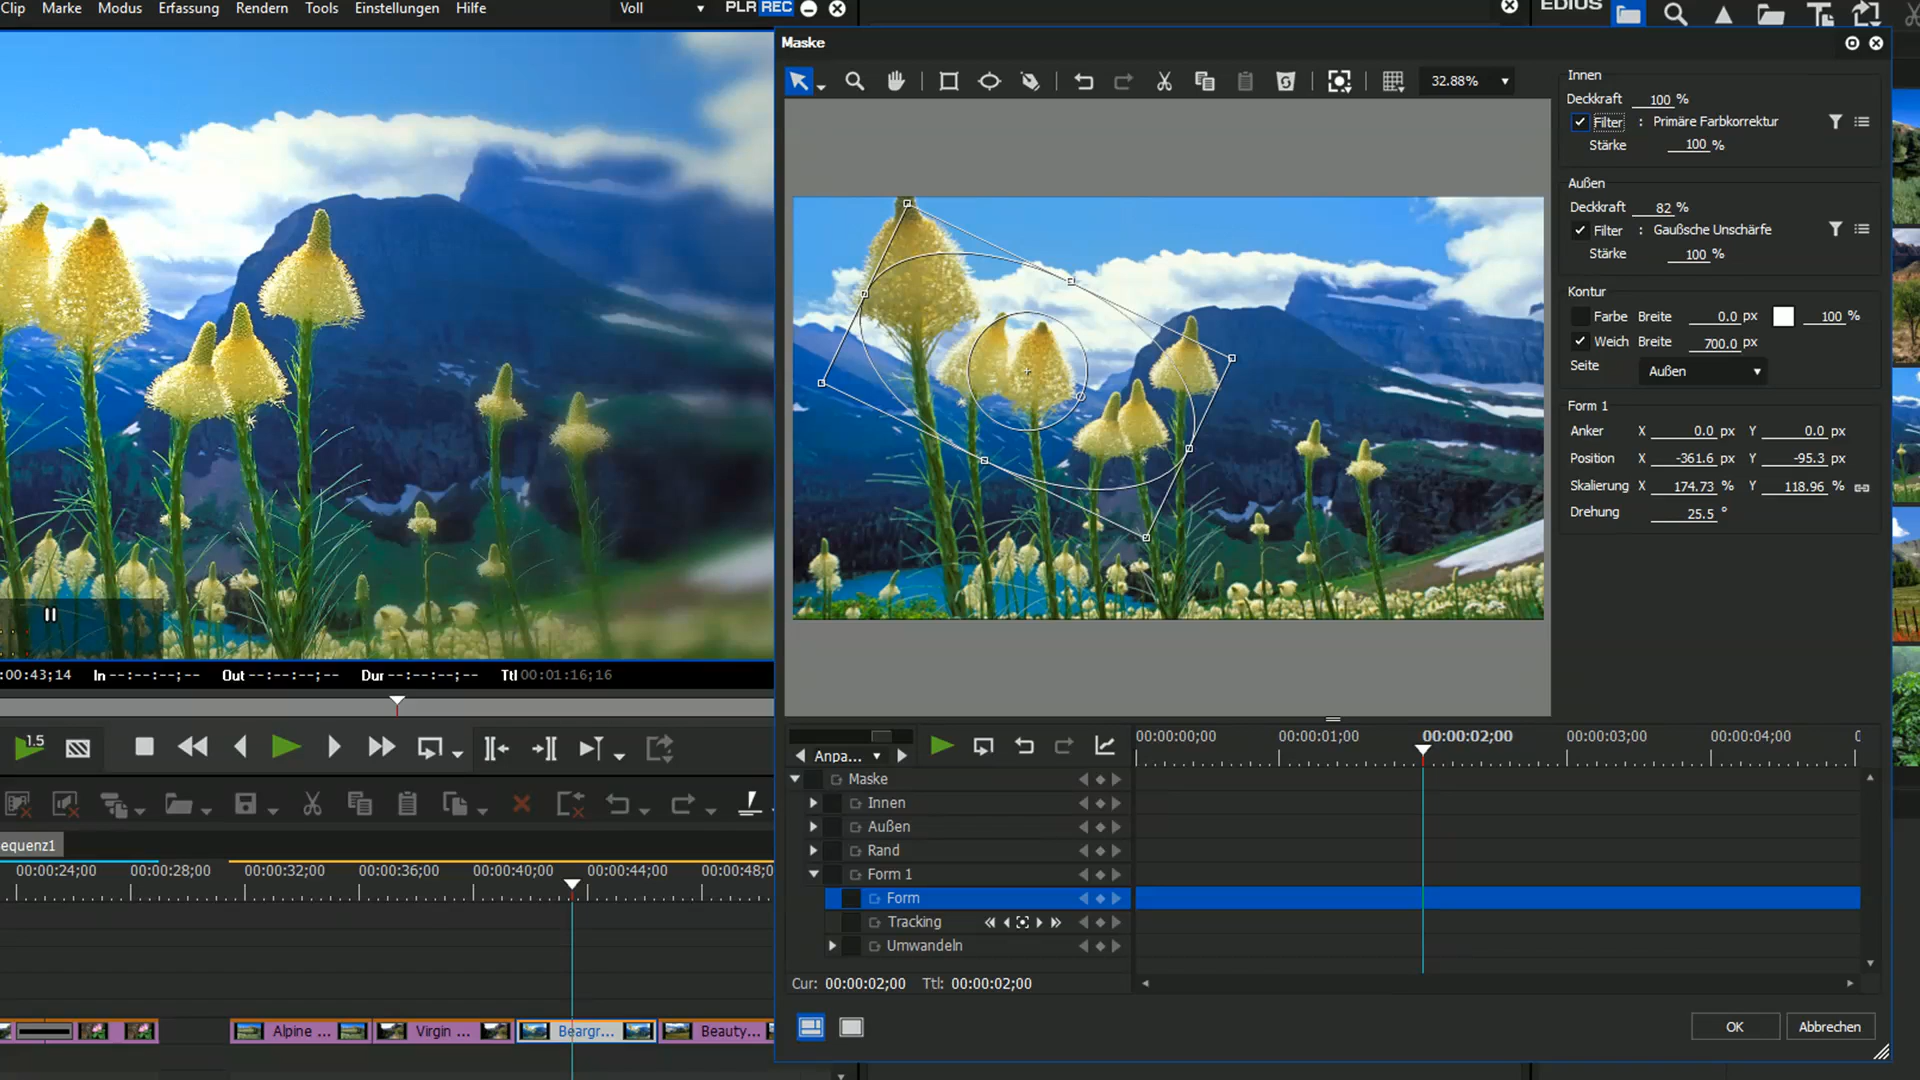 Clip Marke Modus Erfassung Rendern Tools Einstellungen Hilfe
Voll PLR REC
EDIUS
Maske
32.88%
Innen
Deckkraft 100 %
Filter : Primäre Farbkorrektur
Stärke 100 %
Außen
Deckkraft 82 %
Filter : Gaußsche Unschärfe
Stärke 100 %
Kontur
Farbe Breite 0.0 px 100 %
Weich Breite 700.0 px
Seite Außen
Form 1
Anker X 0.0 px Y 0.0 px
Position X -361.6 px Y -95.3 px
Skalierung X 174.73 % Y 118.96 %
Drehung 25.5 °
:00:43;14 In --:--:--;-- Out --:--:--;-- Dur --:--:--;-- Ttl 00:01:16;16
1.5
Anpa...
00:00:00;00 00:00:01;00 00:00:02;00 00:00:03;00 00:00:04;00 0
Maske
Innen
Außen
Rand
Form 1
Form
Tracking
Umwandeln
Cur: 00:00:02;00 Ttl: 00:00:02;00
equenz1
00:00:24;00 00:00:28;00 00:00:32;00 00:00:36;00 00:00:40;00 00:00:44;00 00:00:48;0
Alpine ... Virgin ... Beargr... Beauty...
OK Abbrechen